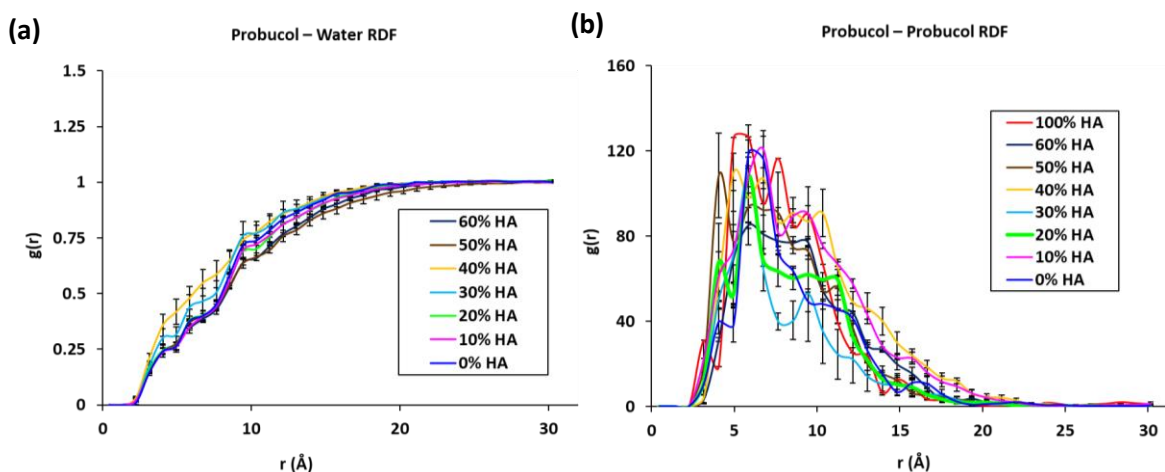 (a)
Probucol – Water RDF
1.5
1.25
1
0.75
0.5
0.25
0
g(r)
0
10
20
30
r (Å)
60% HA
50% HA
40% HA
30% HA
20% HA
10% HA
0% HA
(b)
Probucol – Probucol RDF
160
120
80
40
0
g(r)
0
5
10
15
20
25
30
r (Å)
100% HA
60% HA
50% HA
40% HA
30% HA
20% HA
10% HA
0% HA